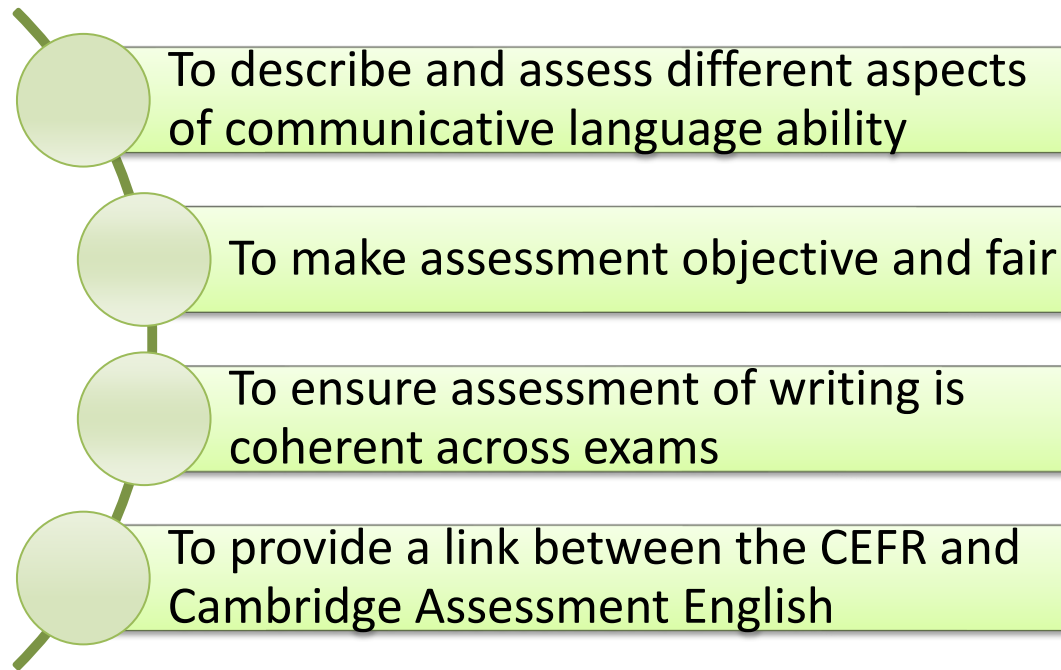 To describe and assess different aspects
of communicative language ability
To make assessment objective and fair
To ensure assessment of writing is
coherent across exams
To provide a link between the CEFR and
Cambridge Assessment English